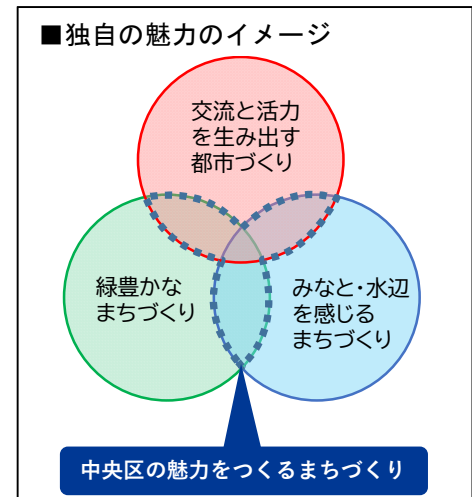 ■独自の魅力のイメージ
交流と活力
を生み出す
都市づくり
緑豊かな
まちづくり
みなと・水辺
を感じる
まちづくり
中央区の魅力をつくるまちづくり